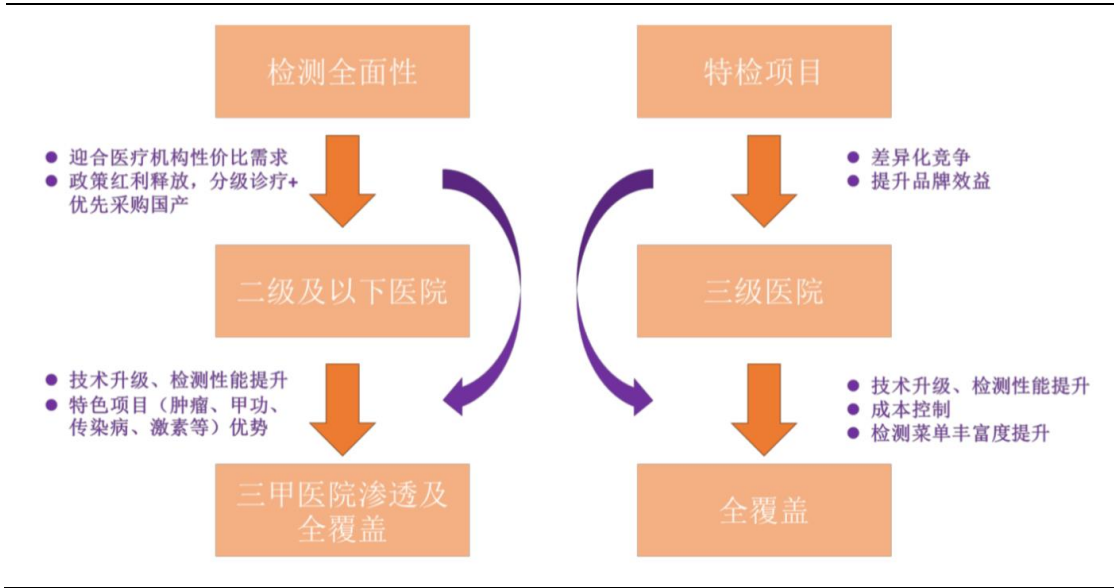 检测全面性
● 迎合医疗机构性价比需求
● 政策红利释放，分级诊疗+
优先采购国产
二级及以下医院
● 技术升级、检测性能提升
● 特色项目（肿瘤、甲功、
传染病、激素等）优势
三甲医院渗透及
全覆盖
特检项目
● 差异化竞争
● 提升品牌效益
三级医院
● 技术升级、检测性能提升
● 成本控制
● 检测菜单丰富度提升
全覆盖